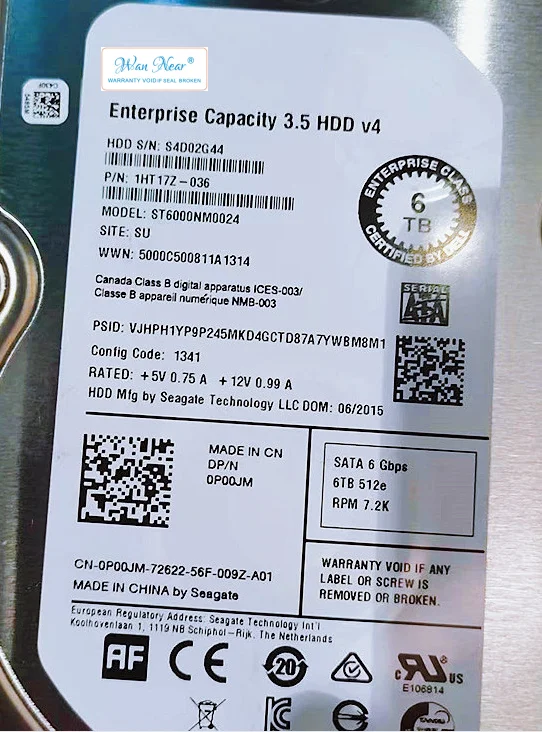 Wan Near®
WARRANTY VOID IF SEAL BROKEN
Enterprise Capacity 3.5 HDD v4
HDD S/N: S4D02G44
P/N: 1HT17Z-036
MODEL: ST6000NM0024
SITE: SU
WWN: 5000C500811A1314
ENTERPRISE CLASS
6
TB
CERTIFIED BY DELL
Canada Class B digital apparatus ICES-003/
Classe B appareil numérique NMB-003
SERIAL
ATA
PSID: VJHPH1YP9P245MKD4GCTD87A7YWBM8M1
Config Code: 1341
RATED: +5V 0.75 A +12V 0.99 A
HDD Mfg by Seagate Technology LLC DOM: 06/2015
MADE IN CN
DP/N
0P00JM
SATA 6 Gbps
6TB 512e
RPM 7.2K
CN-0P00JM-72622-56F-009Z-A01
MADE IN CHINA by Seagate
WARRANTY VOID IF ANY
LABEL OR SCREW IS
REMOVED OR BROKEN.
European Regulatory Address: Seagate Technology Int'l
Koolhovenlaan 1, 1119 NB Schiphol-Rijk, The Netherlands
AF
CE
20
RU
US
E106814